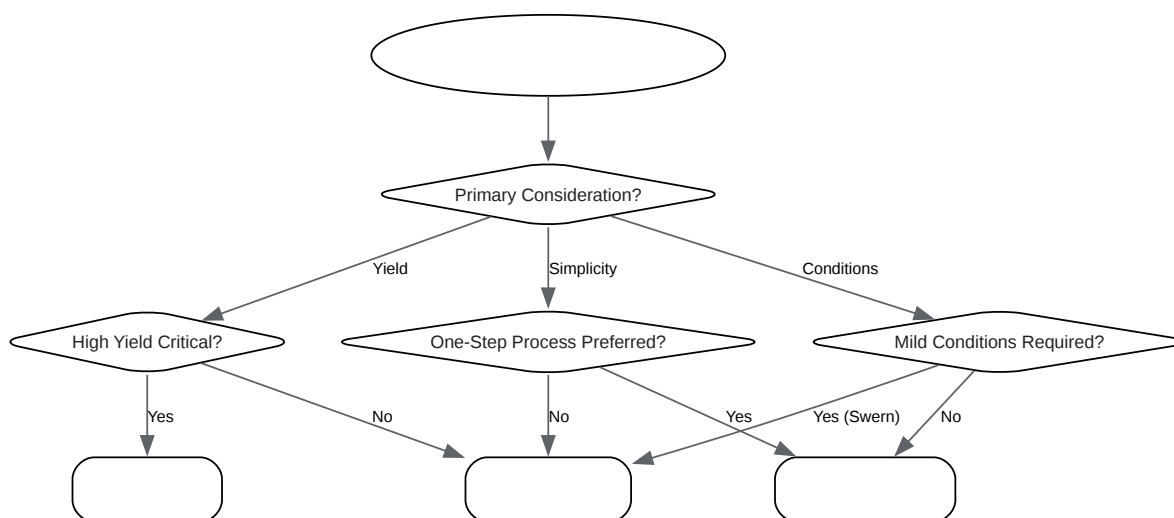 Primary Consideration?
Yield
Simplicity
Conditions
High Yield Critical?
One-Step Process Preferred?
Mild Conditions Required?
Yes
No
No
Yes
Yes (Swern)
No